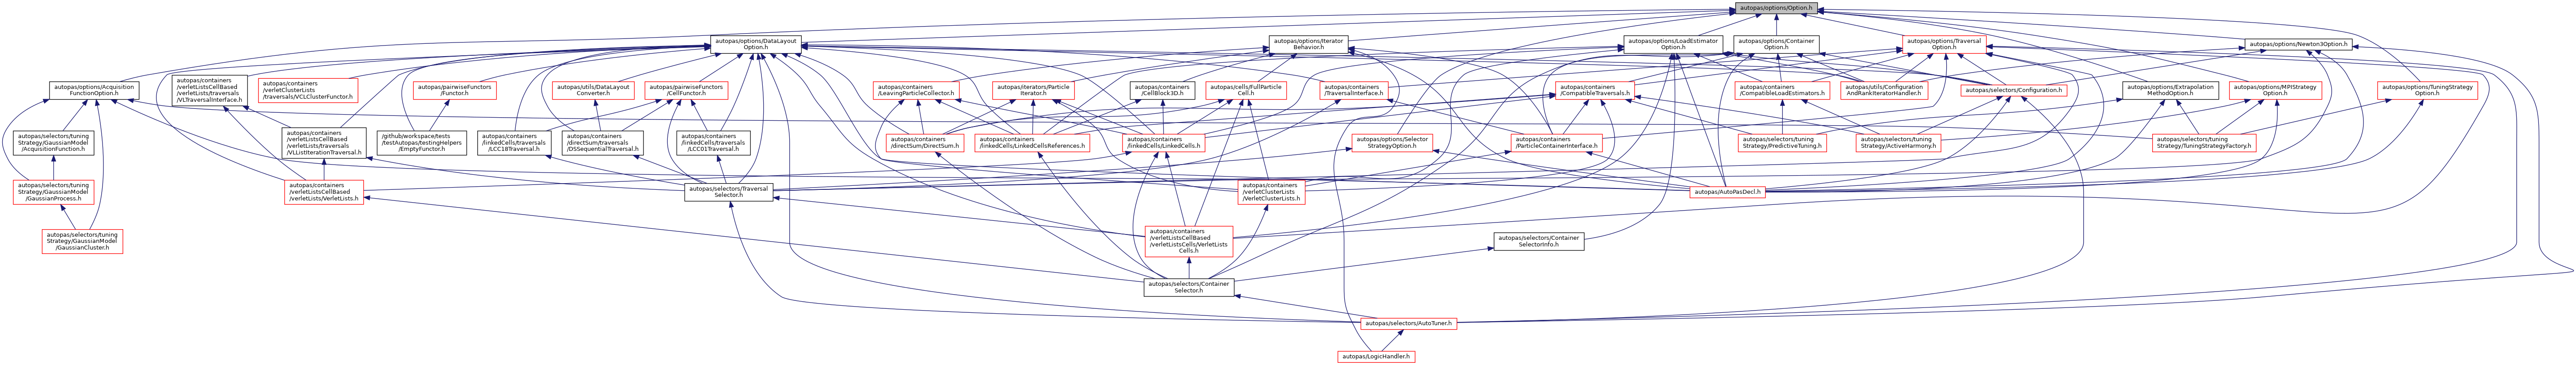 autopas/options/Option.h
autopas/options/DataLayout
Option.h
autopas/options/Iterator
Behavior.h
autopas/options/LoadEstimator
Option.h
autopas/options/Container
Option.h
autopas/options/Traversal
Option.h
autopas/options/Newton3Option.h
autopas/options/Acquisition
FunctionOption.h
autopas/containers
/verletListsCellBased
/verletLists/traversals
/VLTraversalInterface.h
autopas/containers
/verletClusterLists
/traversals/VCLClusterFunctor.h
autopas/pairwiseFunctors
/Functor.h
autopas/utils/DataLayout
Converter.h
autopas/pairwiseFunctors
/CellFunctor.h
autopas/containers
/LeavingParticleCollector.h
autopas/iterators/Particle
Iterator.h
autopas/containers
/CellBlock3D.h
autopas/cells/FullParticle
Cell.h
autopas/containers
/TraversalInterface.h
autopas/containers
/CompatibleTraversals.h
autopas/containers
/CompatibleLoadEstimators.h
autopas/utils/Configuration
AndRankIteratorHandler.h
autopas/selectors/Configuration.h
autopas/options/Extrapolation
MethodOption.h
autopas/options/MPIStrategy
Option.h
autopas/options/TuningStrategy
Option.h
autopas/selectors/tuning
Strategy/GaussianModel
/AcquisitionFunction.h
autopas/containers
/verletListsCellBased
/verletLists/traversals
/VLListIterationTraversal.h
/github/workspace/tests
/testAutopas/testingHelpers
/EmptyFunctor.h
autopas/containers
/linkedCells/traversals
/LCC18Traversal.h
autopas/containers
/directSum/traversals
/DSSequentialTraversal.h
autopas/containers
/linkedCells/traversals
/LCC01Traversal.h
autopas/containers
/directSum/DirectSum.h
autopas/containers
/linkedCells/LinkedCellsReferences.h
autopas/containers
/linkedCells/LinkedCells.h
autopas/options/Selector
StrategyOption.h
autopas/containers
/ParticleContainerInterface.h
autopas/selectors/tuning
Strategy/PredictiveTuning.h
autopas/selectors/tuning
Strategy/ActiveHarmony.h
autopas/selectors/tuning
Strategy/TuningStrategyFactory.h
autopas/selectors/tuning
Strategy/GaussianModel
/GaussianProcess.h
autopas/containers
/verletListsCellBased
/verletLists/VerletLists.h
autopas/selectors/Traversal
Selector.h
autopas/containers
/verletClusterLists
/VerletClusterLists.h
autopas/AutoPasDecl.h
autopas/selectors/tuning
Strategy/GaussianModel
/GaussianCluster.h
autopas/containers
/verletListsCellBased
/verletListsCells/VerletLists
Cells.h
autopas/selectors/Container
SelectorInfo.h
autopas/selectors/Container
Selector.h
autopas/selectors/AutoTuner.h
autopas/LogicHandler.h